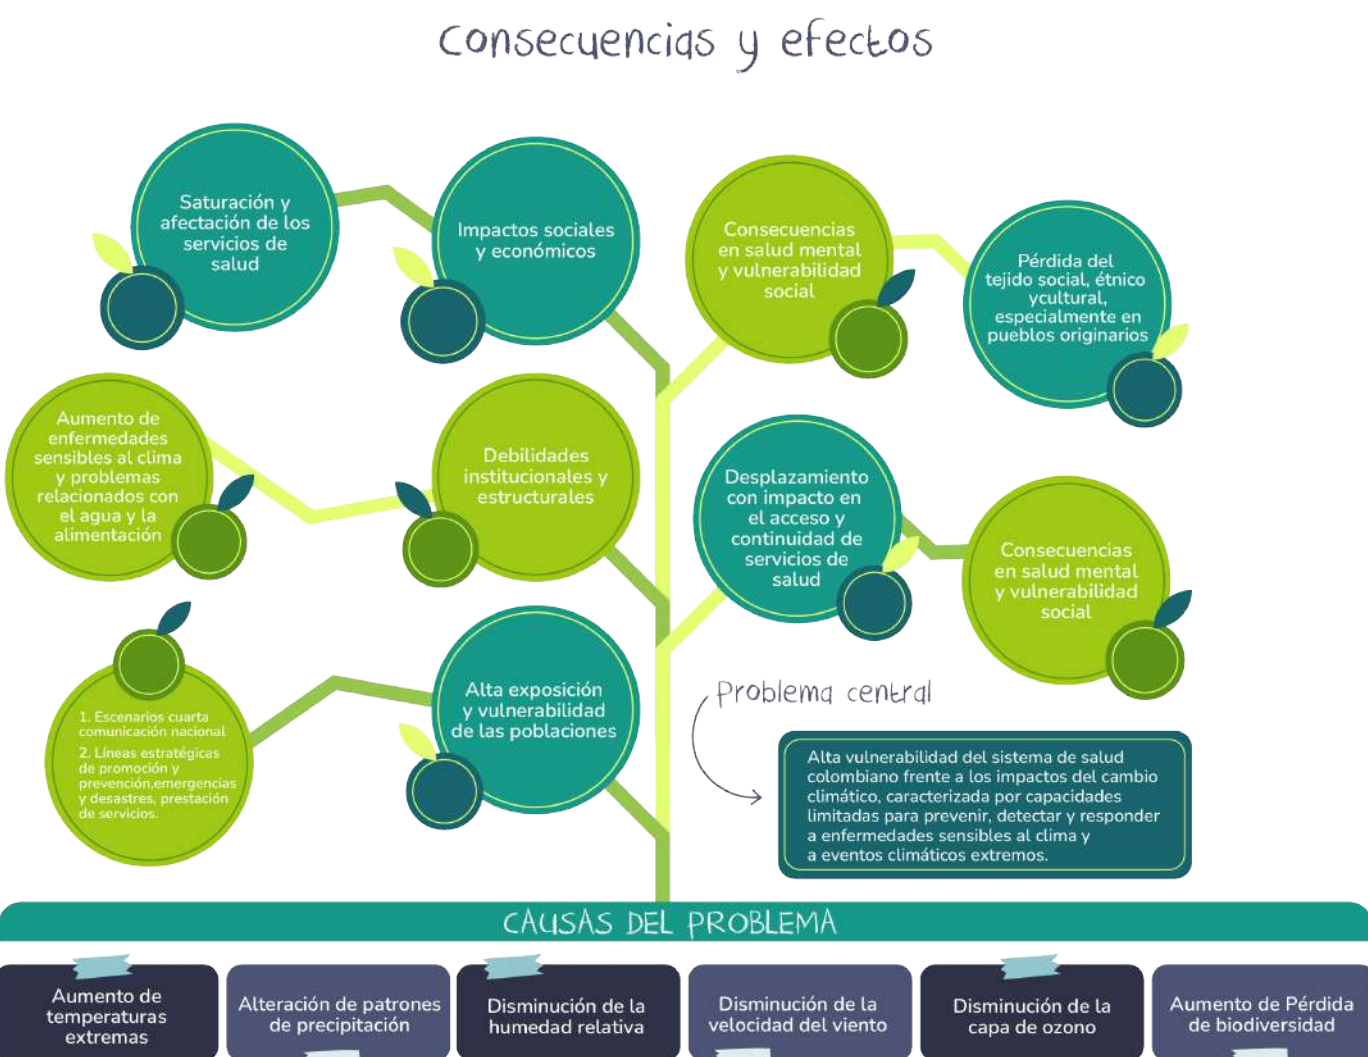 Consecuencias y efectos
Saturación y
afectación de los
servicios de
salud
Impactos sociales
y económicos
Consecuencias
en salud mental
y vulnerabilidad
social
Pérdida del
tejido social, étnico
ycultural,
especialmente en
pueblos originarios
Aumento de
enfermedades
sensibles al clima
y problemas
relacionados con
el agua y la
alimentación
Debilidades
institucionales y
estructurales
Desplazamiento
con impacto en
el acceso y
continuidad de
servicios de
salud
Consecuencias
en salud mental
y vulnerabilidad
social
1. Escenarios cuarta
comunicación nacional
2. Líneas estratégicas
de promoción y
prevención,emergencias
y desastres, prestación
de servicios.
Alta exposición
y vulnerabilidad
de las poblaciones
Problema central
Alta vulnerabilidad del sistema de salud
colombiano frente a los impactos del cambio
climático, caracterizada por capacidades
limitadas para prevenir, detectar y responder
a enfermedades sensibles al clima y
a eventos climáticos extremos.
CAUSAS DEL PROBLEMA
Aumento de
temperaturas
extremas
Alteración de patrones
de precipitación
Disminución de la
humedad relativa
Disminución de la
velocidad del viento
Disminución de la
capa de ozono
Aumento de Pérdida
de biodiversidad